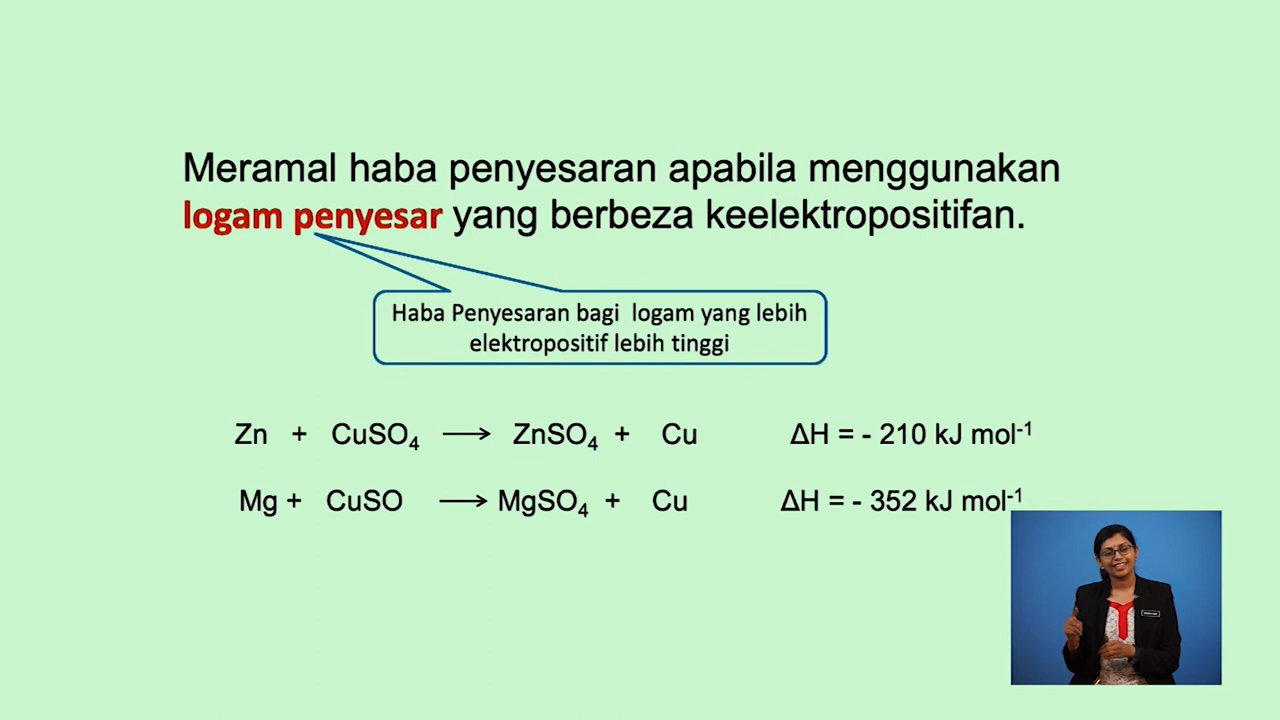 Meramal haba penyesaran apabila menggunakan
logam penyesar yang berbeza keelektropositifan.
Haba Penyesaran bagi logam yang lebih
elektropositif lebih tinggi
Zn + CuSO₄ ⟶ ZnSO₄ + Cu ΔH = - 210 kJ mol⁻¹
Mg + CuSO ⟶ MgSO₄ + Cu ΔH = - 352 kJ mol⁻¹